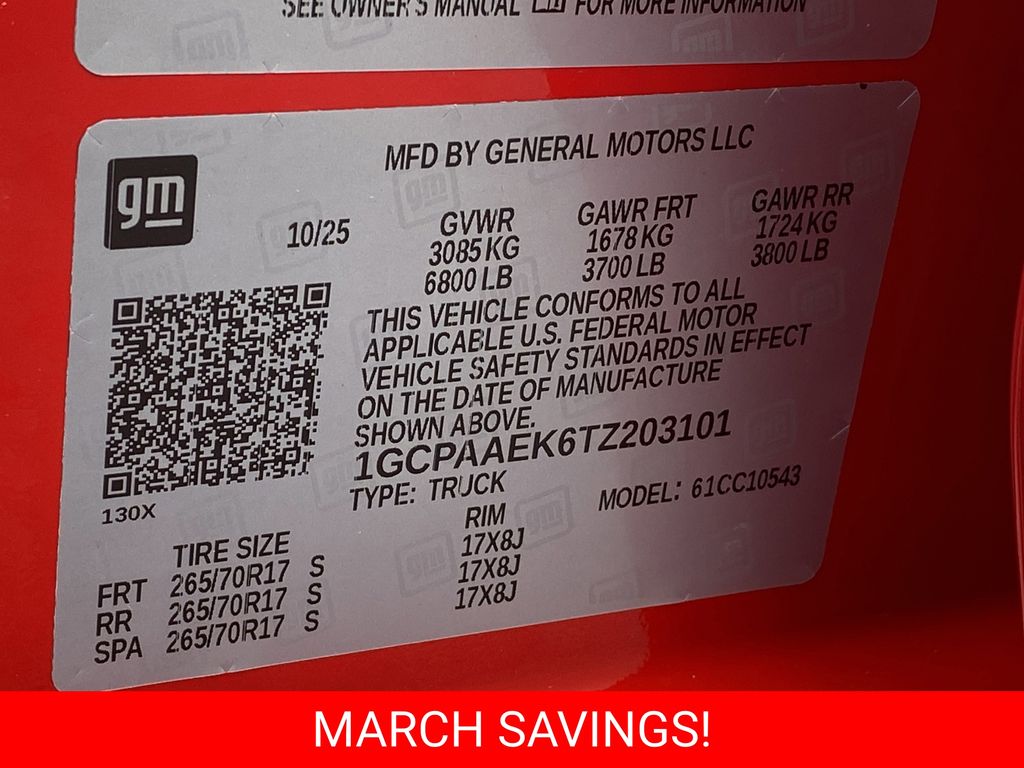 SEE OWNER'S MANUAL FOR MORE INFORMATION
MFD BY GENERAL MOTORS LLC
gm
10/25
GVWR GAWR FRT GAWR RR
3085 KG 1678 KG 1724 KG
6800 LB 3700 LB 3800 LB
THIS VEHICLE CONFORMS TO ALL
APPLICABLE U.S. FEDERAL MOTOR
VEHICLE SAFETY STANDARDS IN EFFECT
ON THE DATE OF MANUFACTURE
SHOWN ABOVE.
1GCPAAEK6TZ203101
TYPE: TRUCK MODEL: 61CC10543
130X
TIRE SIZE RIM
FRT 265/70R17 S 17X8J
RR 265/70R17 S 17X8J
SPA 265/70R17 S 17X8J
MARCH SAVINGS!